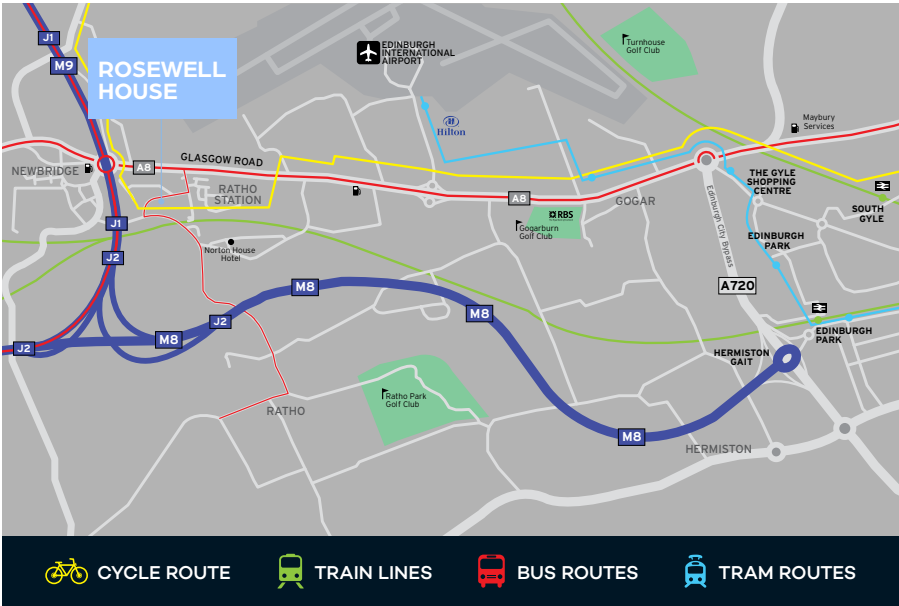 J1
M9
ROSEWELL
HOUSE
EDINBURGH
INTERNATIONAL
AIRPORT
Turnhouse
Golf Club
Hilton
Maybury
Services
NEWBRIDGE
A8
GLASGOW ROAD
RATHO
STATION
A8
RBS
Gogarburn
Golf Club
GOGAR
Edinburgh City Bypass
THE GYLE
SHOPPING
CENTRE
SOUTH
GYLE
J1
J2
Norton House
Hotel
EDINBURGH
PARK
A720
M8
M8
J2
M8
J2
EDINBURGH
PARK
HERMISTON
GAIT
Ratho Park
Golf Club
RATHO
M8
HERMISTON
CYCLE ROUTE
TRAIN LINES
BUS ROUTES
TRAM ROUTES